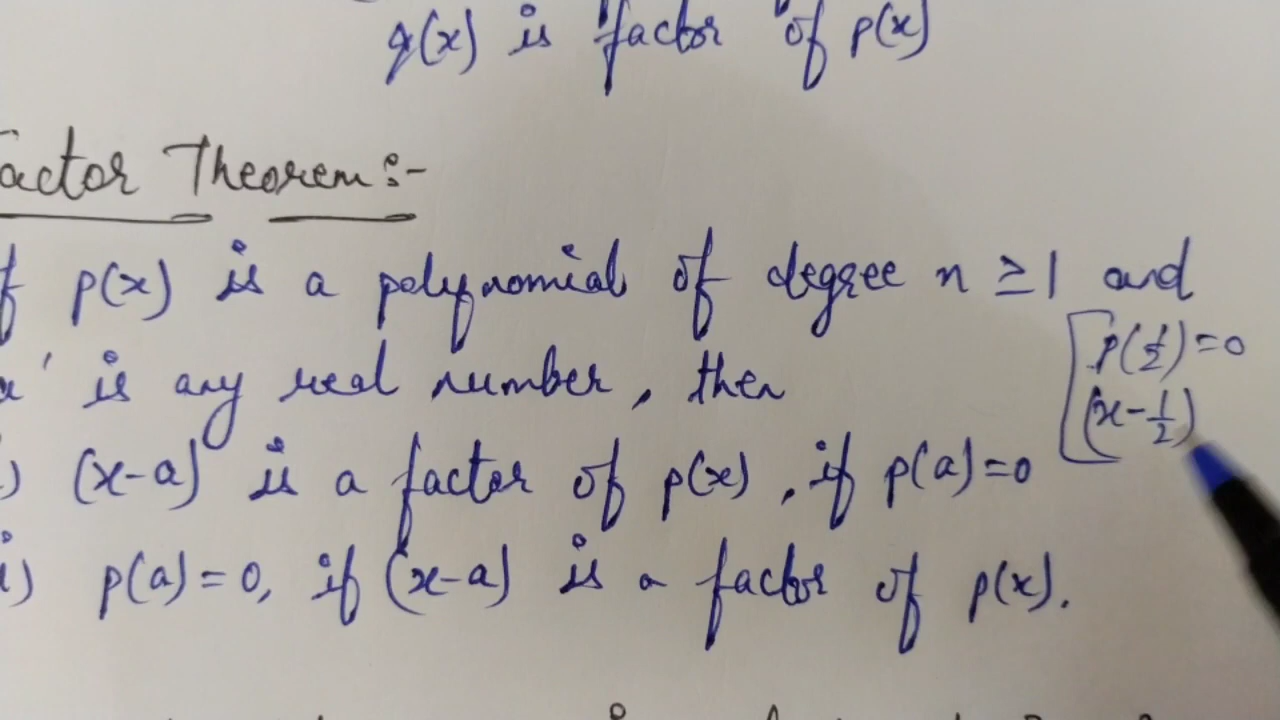 g(x) is factor of p(x)
actor Theorem :-
f p(x) is a polynomial of degree n ≥ 1 and
a' is any real number, then
[p(1/2)=0
(x-1/2)
i) (x-a) is a factor of p(x), if p(a)=0
i) p(a)=0, if (x-a) is a factor of p(x).